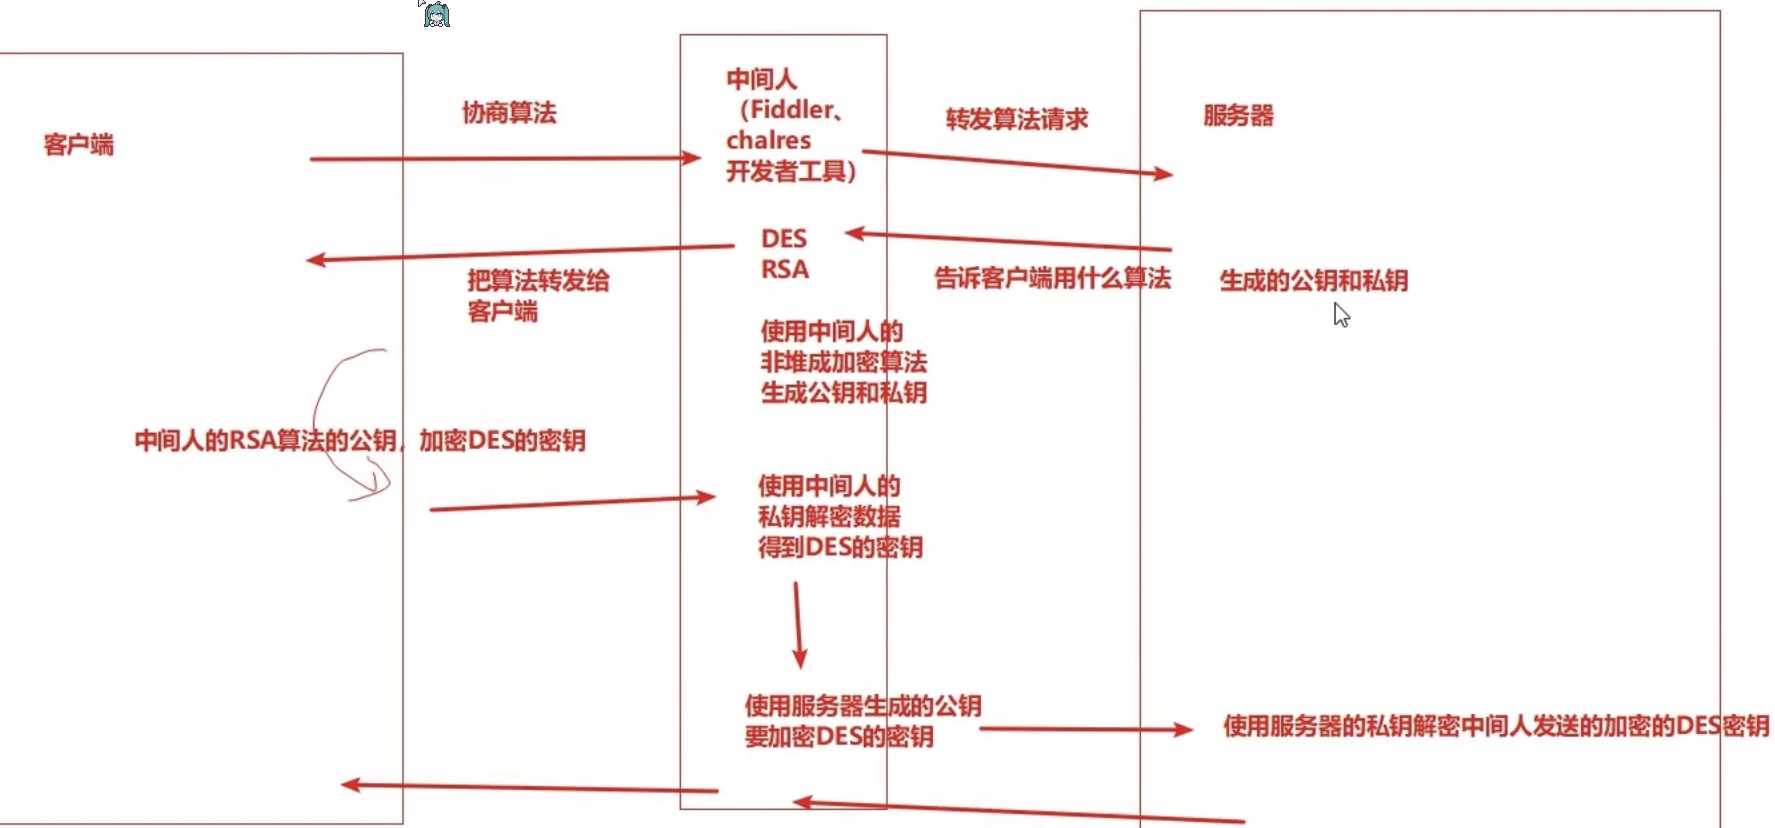 客户端
协商算法
中间人
（Fiddler、
chalres
开发者工具）
转发算法请求
服务器
DES
RSA
把算法转发给
客户端
告诉客户端用什么算法
生成的公钥和私钥
使用中间人的
非堆成加密算法
生成公钥和私钥
中间人的RSA算法的公钥，加密DES的密钥
使用中间人的
私钥解密数据
得到DES的密钥
使用服务器生成的公钥
要加密DES的密钥
使用服务器的私钥解密中间人发送的加密的DES密钥